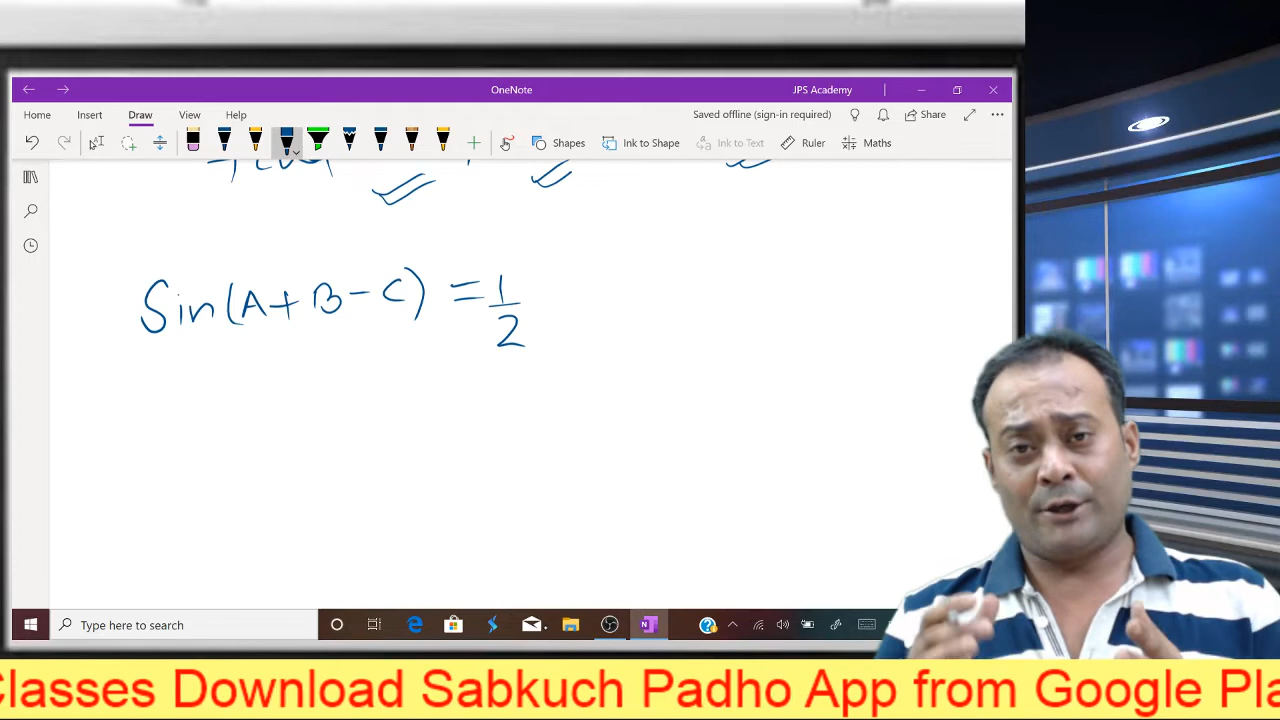 OneNote
JPS Academy
Home Insert Draw View Help
Saved offline (sign-in required)
Share
Shapes
Ink to Shape
Ink to Text
Ruler
Maths
Sin(A+B-C) = 1/2
Type here to search
Classes Download Sabkuch Padho App from Google Pla